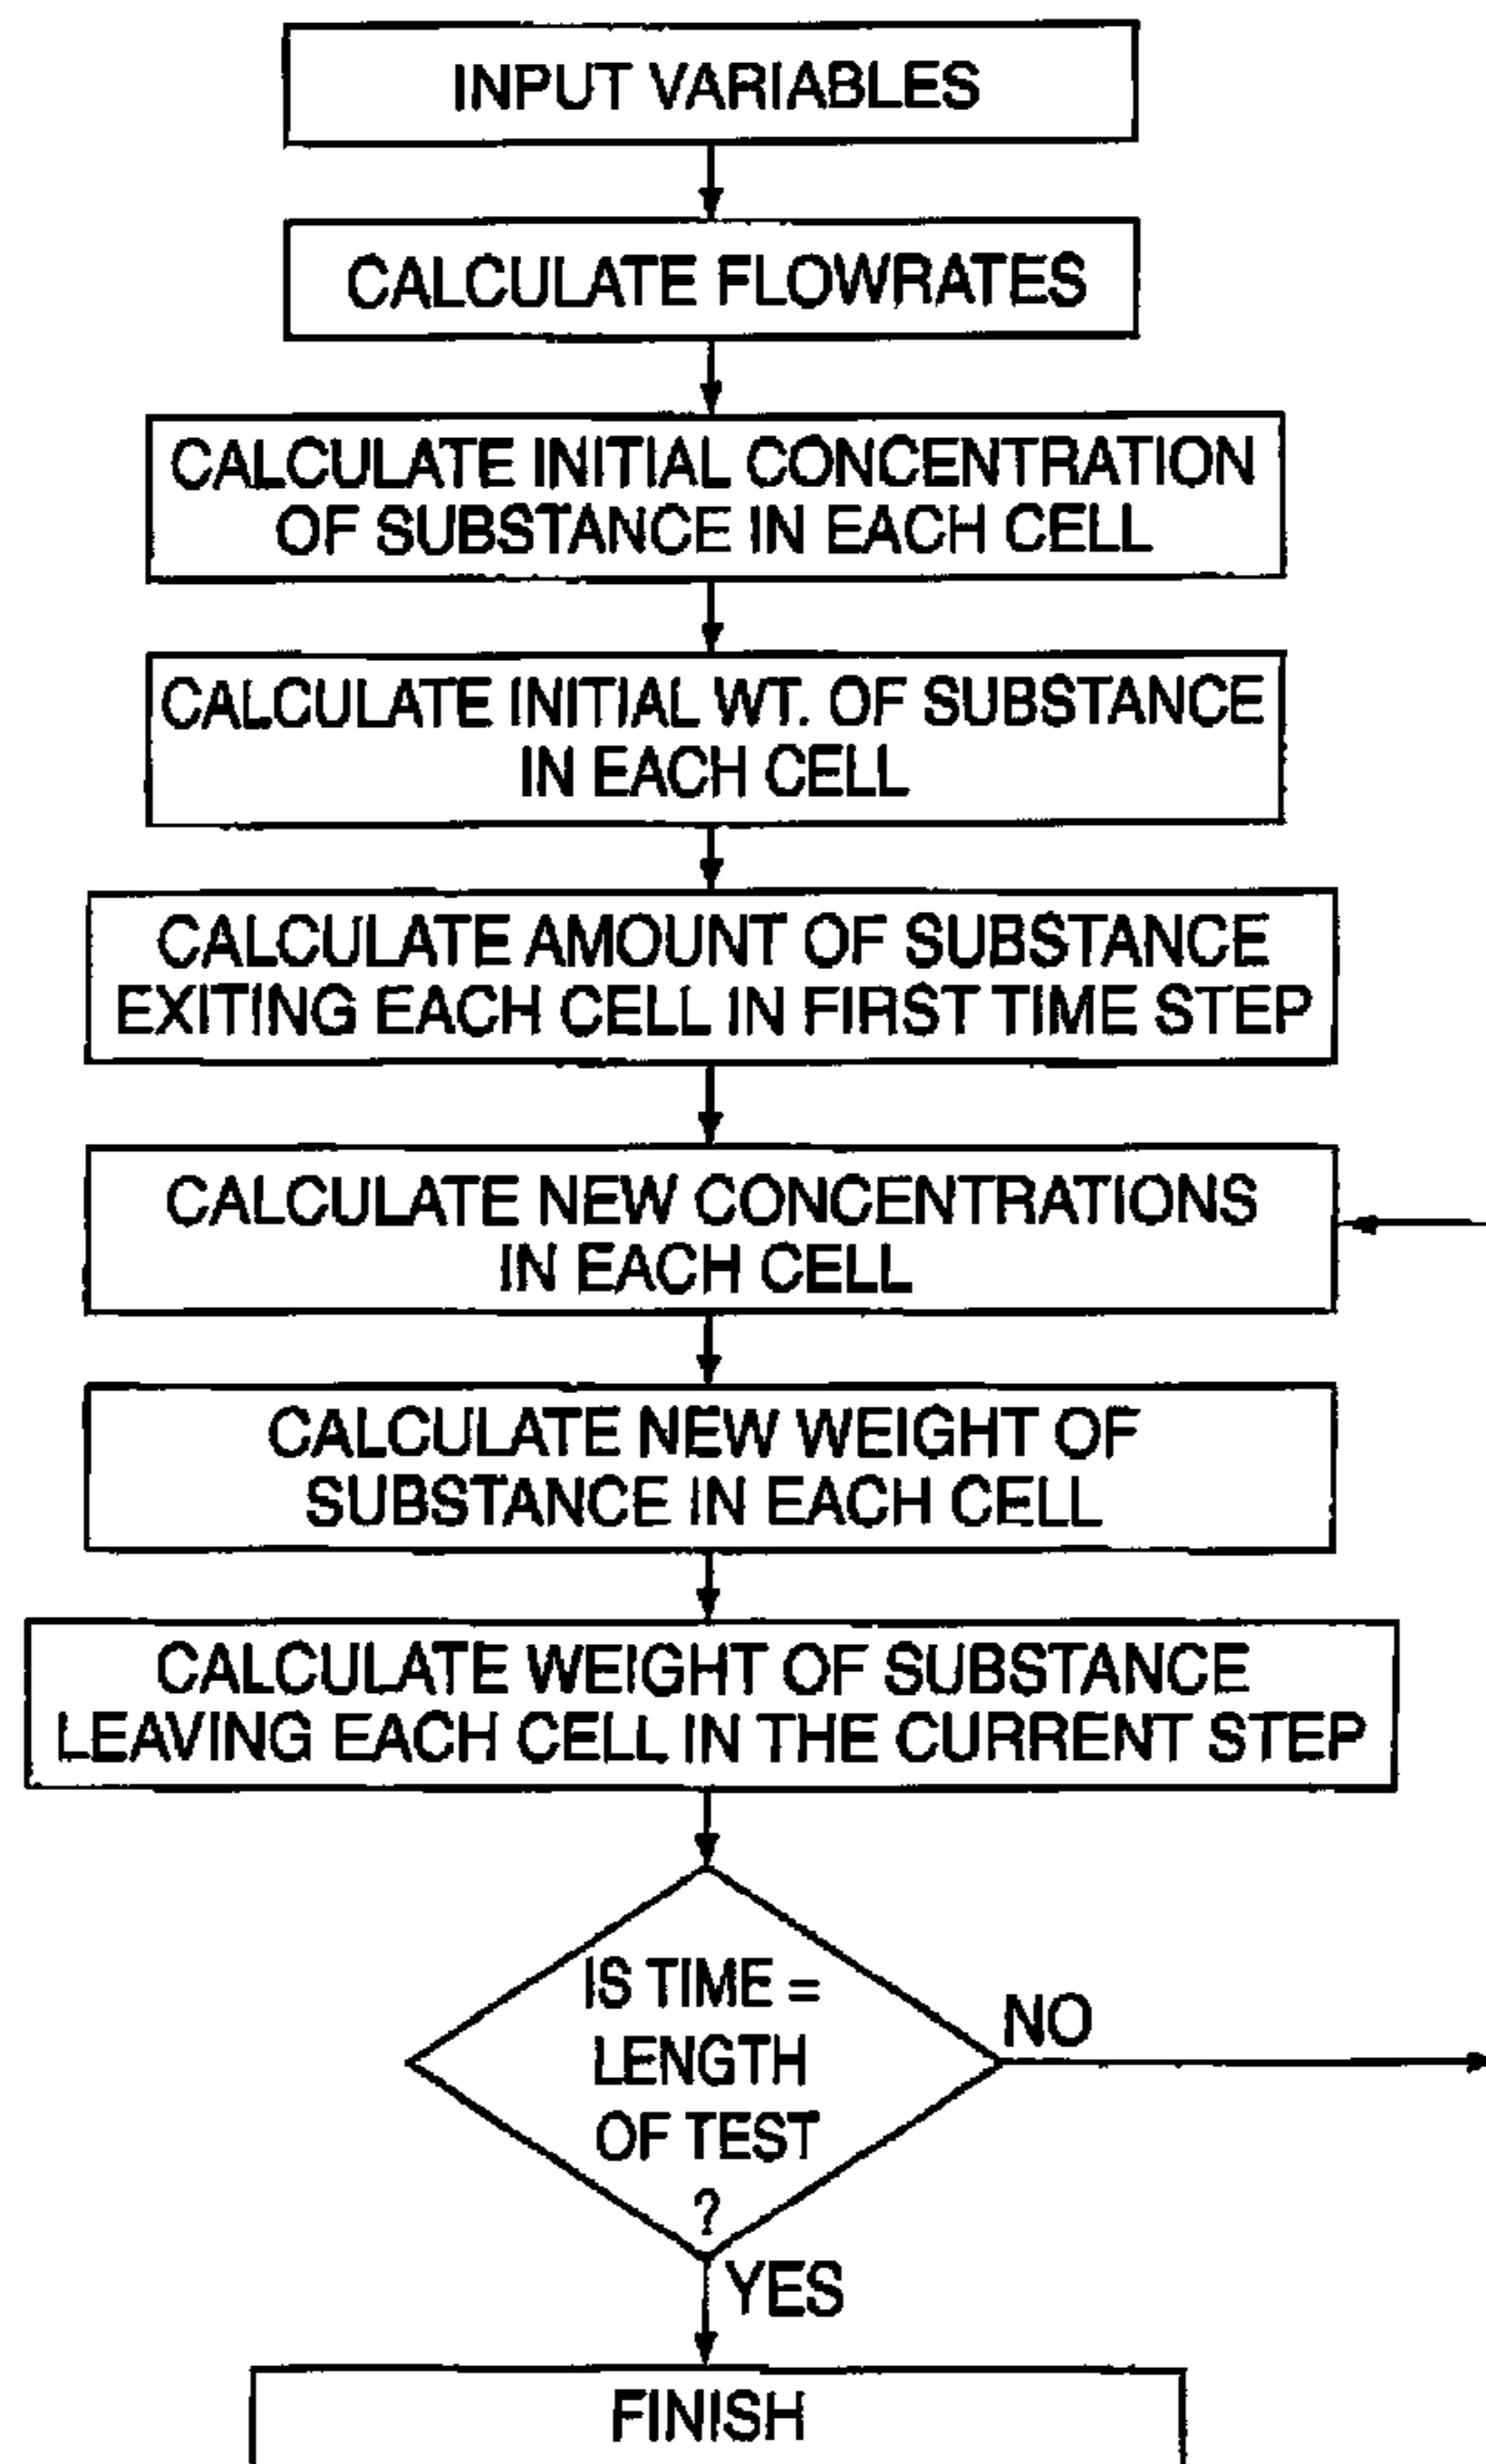 INPUT VARIABLES
CALCULATE FLOWRATES
CALCULATE INITIAL CONCENTRATION
OF SUBSTANCE IN EACH CELL
CALCULATE INITIAL WT. OF SUBSTANCE
IN EACH CELL
CALCULATE AMOUNT OF SUBSTANCE
EXITING EACH CELL IN FIRST TIME STEP
CALCULATE NEW CONCENTRATIONS
IN EACH CELL
CALCULATE NEW WEIGHT OF
SUBSTANCE IN EACH CELL
CALCULATE WEIGHT OF SUBSTANCE
LEAVING EACH CELL IN THE CURRENT STEP
IS TIME =
LENGTH
OF TEST
?
NO
YES
FINISH